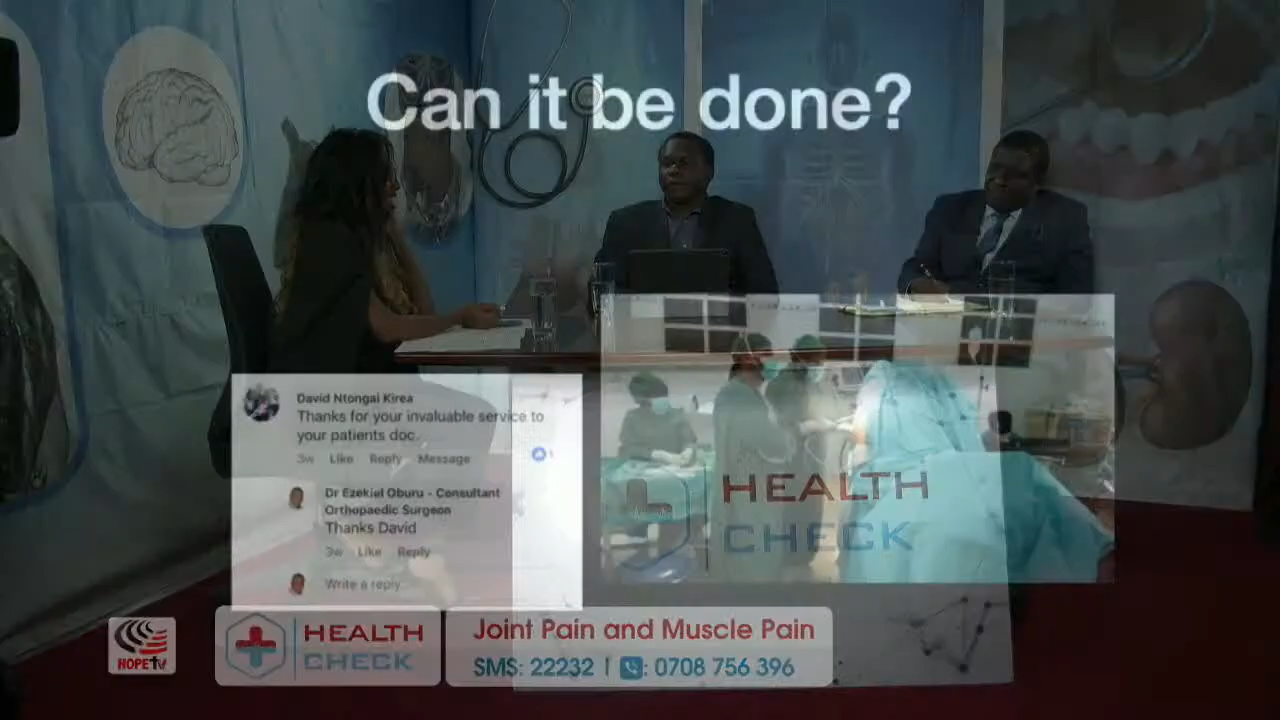 Can it be done?
David Ntongai Kirea
Thanks for your invaluable service to
your patients doc.
3w Like Reply Message
Dr Ezekiel Oburu - Consultant
Orthopaedic Surgeon
Thanks David
3w Like Reply
Write a reply
HEALTH
CHECK
HOPE TV
HEALTH
CHECK
Joint Pain and Muscle Pain
SMS: 22232 | : 0708 756 396